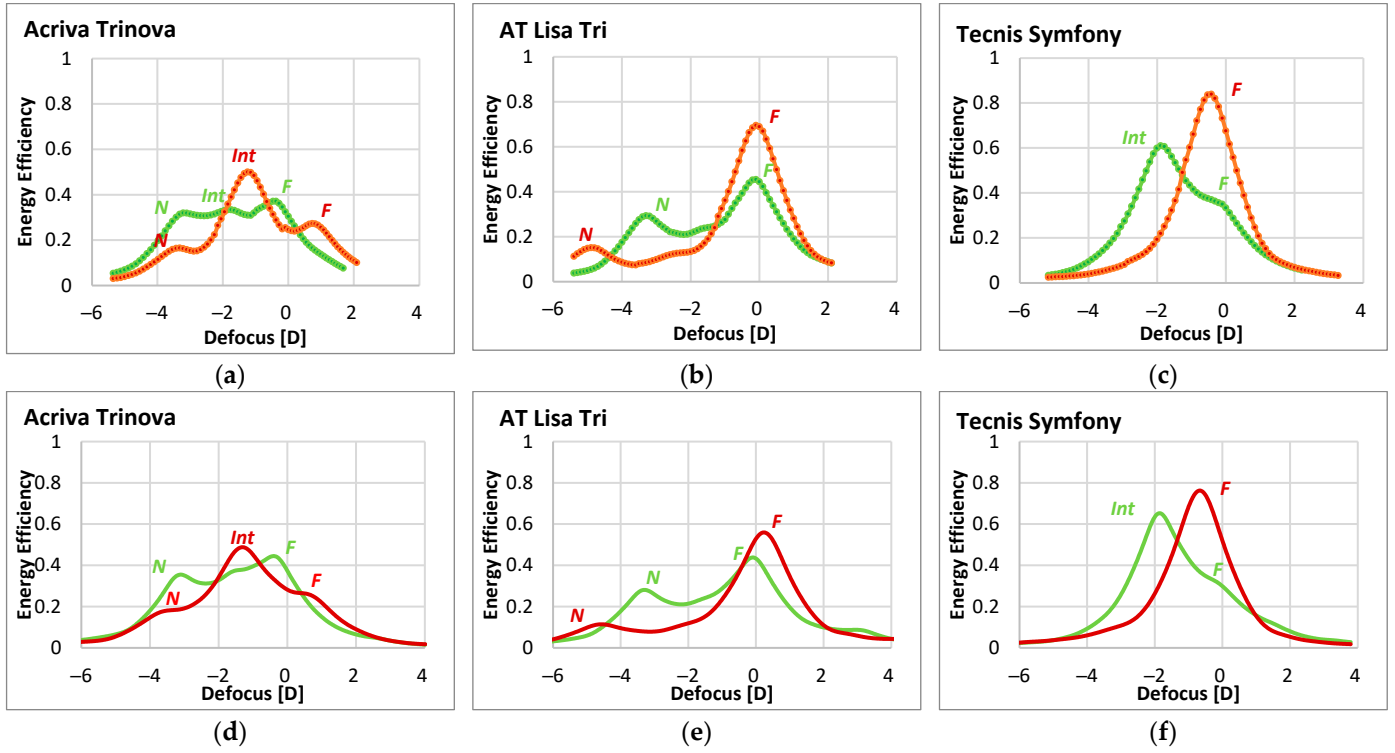 Acriva Trinova
Energy Efficiency
1
0.8
0.6
0.4
0.2
0
–6 –4 –2 0 2 4
Defocus [D]
N
Int
F
N
Int
F
(a)
AT Lisa Tri
Energy Efficiency
1
0.8
0.6
0.4
0.2
0
–6 –4 –2 0 2 4
Defocus [D]
F
F
N
N
(b)
Tecnis Symfony
Energy Efficiency
1
0.8
0.6
0.4
0.2
0
–6 –4 –2 0 2 4
Defocus [D]
F
Int
F
(c)
Acriva Trinova
Energy Efficiency
1
0.8
0.6
0.4
0.2
0
–6 –4 –2 0 2 4
Defocus [D]
Int
F
N
N
F
(d)
AT Lisa Tri
Energy Efficiency
1
0.8
0.6
0.4
0.2
0
–6 –4 –2 0 2 4
Defocus [D]
F
F
N
N
(e)
Tecnis Symfony
Energy Efficiency
1
0.8
0.6
0.4
0.2
0
–6 –4 –2 0 2 4
Defocus [D]
F
Int
F
(f)